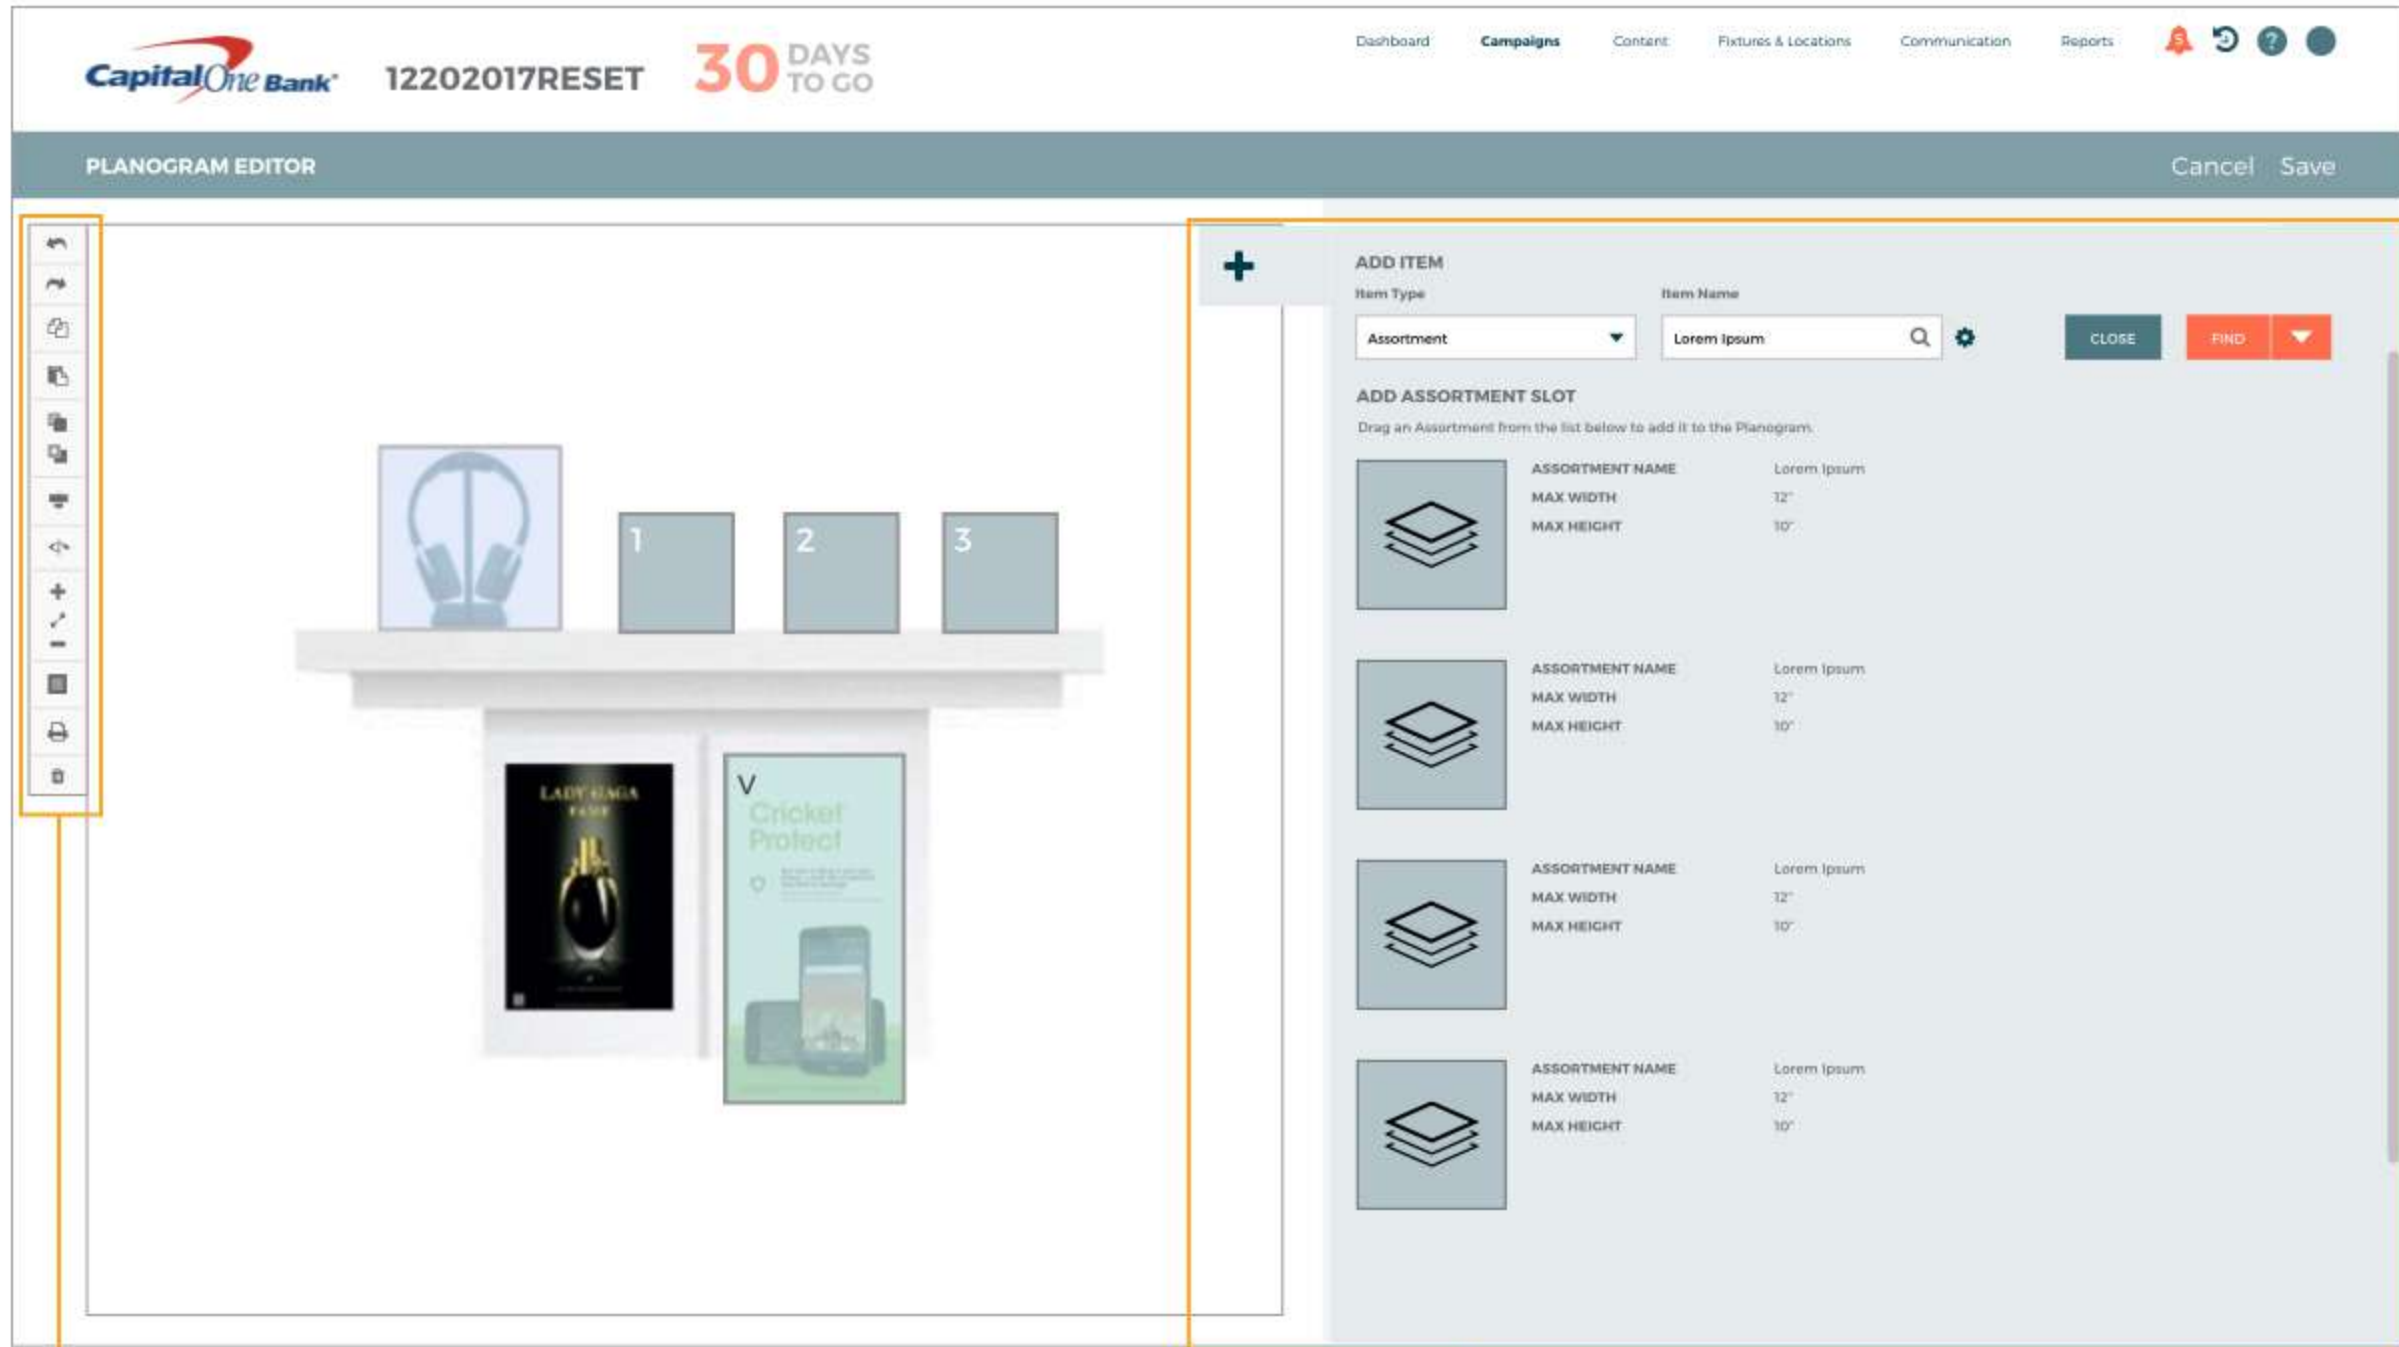 CapitalOne Bank
12202017RESET
30 DAYS TO GO
Dashboard Campaigns Content Fixtures & Locations Communication Reports
PLANOGRAM EDITOR
Cancel Save
ADD ITEM
Item Type Item Name
Assortment Lorem Ipsum CLOSE FIND
ADD ASSORTMENT SLOT
Drag an Assortment from the list below to add it to the Planogram.
ASSORTMENT NAME Lorem Ipsum
MAX WIDTH 12"
MAX HEIGHT 10"
ASSORTMENT NAME Lorem Ipsum
MAX WIDTH 12"
MAX HEIGHT 10"
ASSORTMENT NAME Lorem Ipsum
MAX WIDTH 12"
MAX HEIGHT 10"
ASSORTMENT NAME Lorem Ipsum
MAX WIDTH 12"
MAX HEIGHT 10"
1 2 3
LADY GAGA
FAME
V
Cricket
Protect